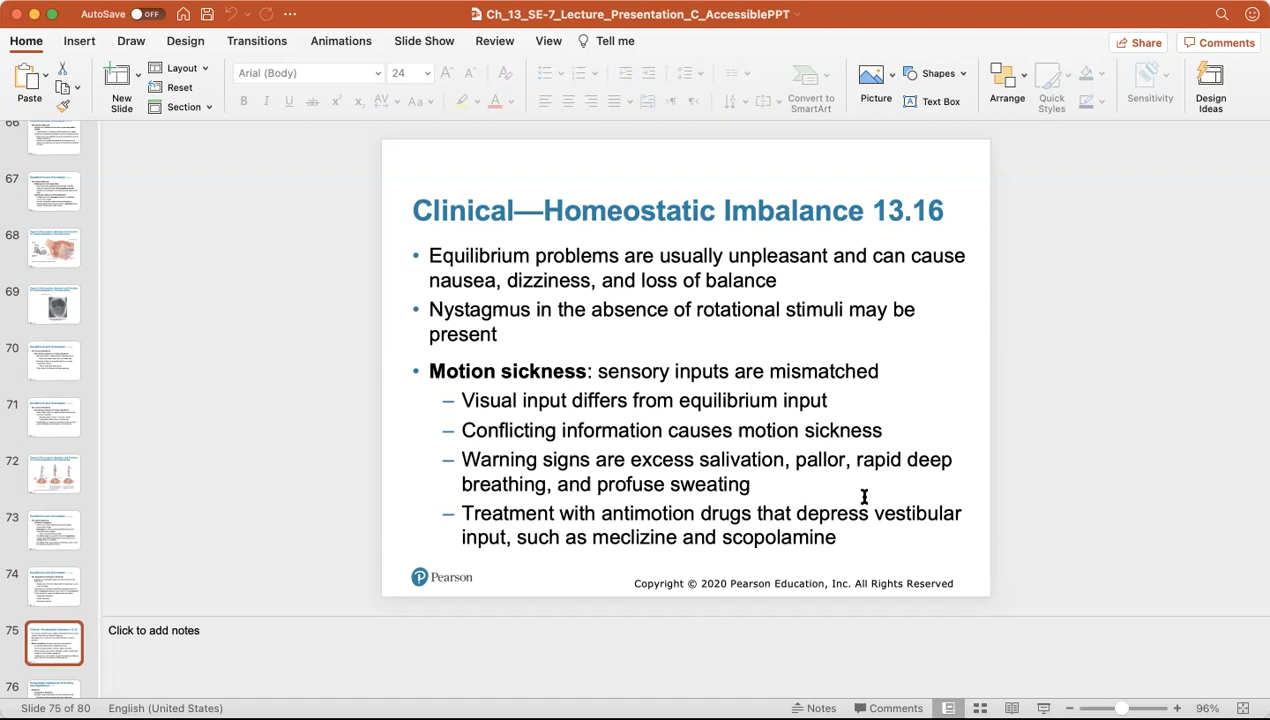 AutoSave OFF
Ch_13_SE-7_Lecture_Presentation_C_AccessiblePPT
Home Insert Draw Design Transitions Animations Slide Show Review View Tell me
Share Comments
Paste
New Slide
Layout
Reset
Section
Arial (Body) 24
Convert to SmartArt
Picture
Shapes
Text Box
Arrange
Quick Styles
Sensitivity
Design Ideas
66
67
68
69
70
71
72
73
74
75
76
Clinical—Homeostatic Imbalance 13.16
• Equilibrium problems are usually unpleasant and can cause
nausea, dizziness, and loss of balance
• Nystagmus in the absence of rotational stimuli may be
present
• Motion sickness: sensory inputs are mismatched
– Visual input differs from equilibrium input
– Conflicting information causes motion sickness
– Warning signs are excess salivation, pallor, rapid deep
breathing, and profuse sweating
– Treatment with antimotion drugs that depress vestibular
input, such as meclizine and scopolamine
Pearson
Copyright © 2020 Pearson Education, Inc. All Rights Reserved
Click to add notes
Slide 75 of 80 English (United States) Notes Comments 96%